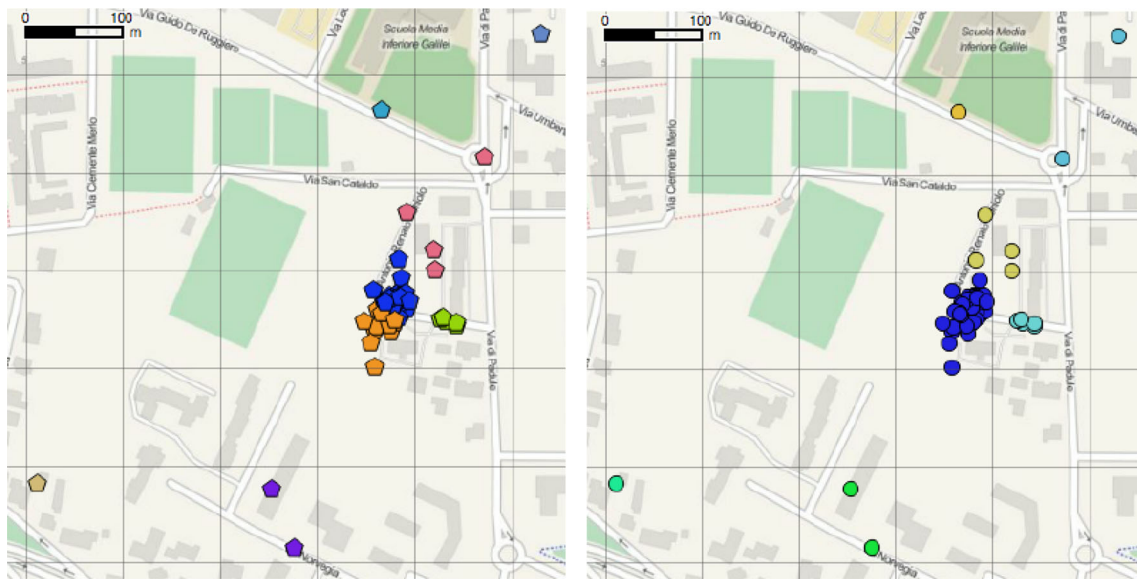 0 100
m
Via Guido De Ruggiero
Scuola Media
Inferiore Galilei
Via di Pa
Via Umber
Via Clemente Merlo
Via San Cataldo
Via di Padule
Norvegia
0 100
m
Via Guido De Ruggiero
Scuola Media
Inferiore Galilei
Via di Pa
Via Umber
Via Clemente Merlo
Via San Cataldo
Via di Padule
Norvegia